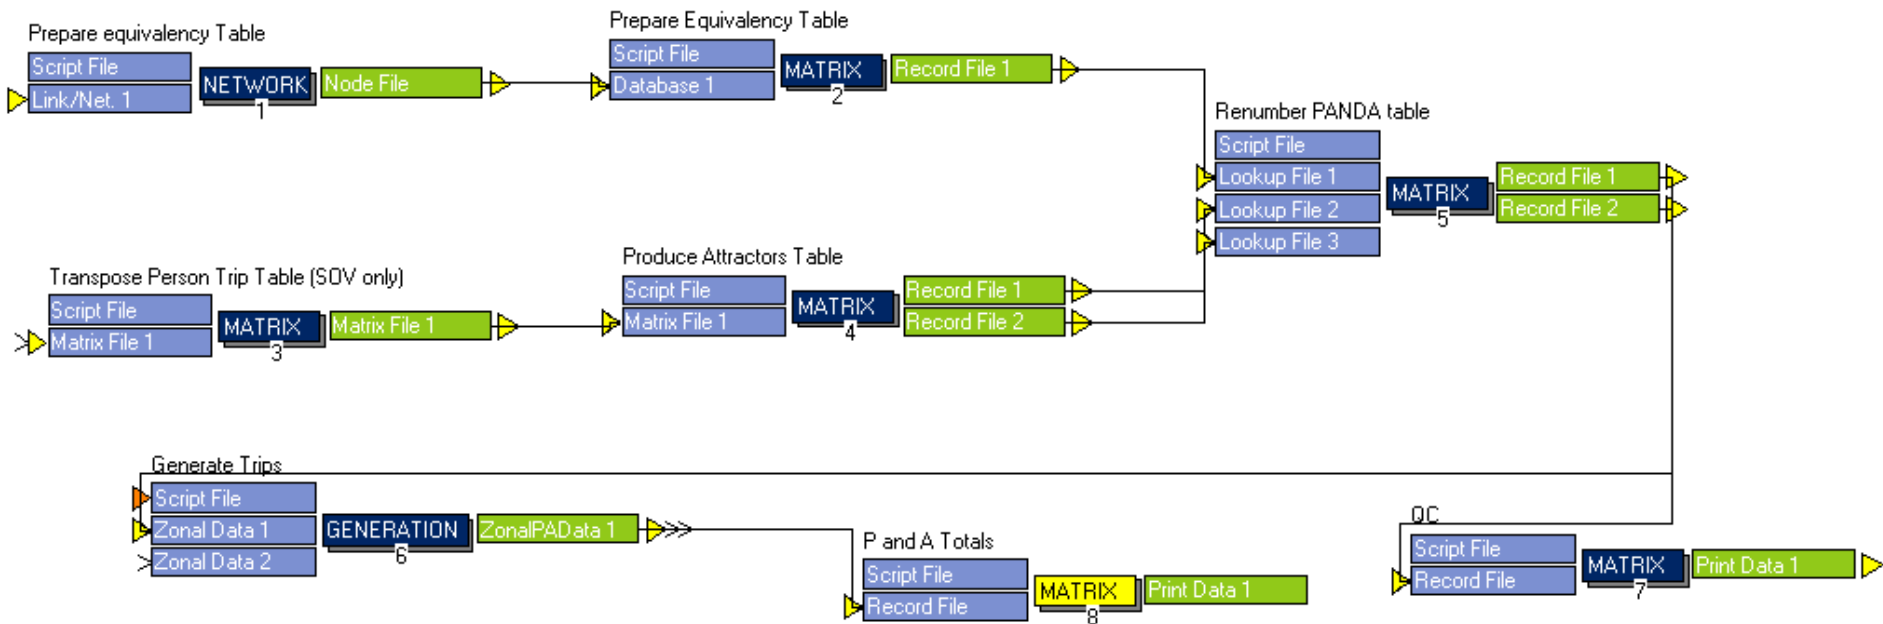 Prepare equivalency Table
Script File
Link/Net. 1
NETWORK
1
Node File
Prepare Equivalency Table
Script File
Database 1
MATRIX
2
Record File 1
Renumber PANDA table
Script File
Lookup File 1
Lookup File 2
Lookup File 3
MATRIX
5
Record File 1
Record File 2
Transpose Person Trip Table (SOV only)
Script File
Matrix File 1
MATRIX
3
Matrix File 1
Produce Attractors Table
Script File
Matrix File 1
MATRIX
4
Record File 1
Record File 2
Generate Trips
Script File
Zonal Data 1
Zonal Data 2
GENERATION
6
ZonalPAData 1
P and A Totals
Script File
Record File
MATRIX
8
Print Data 1
QC
Script File
Record File
MATRIX
7
Print Data 1